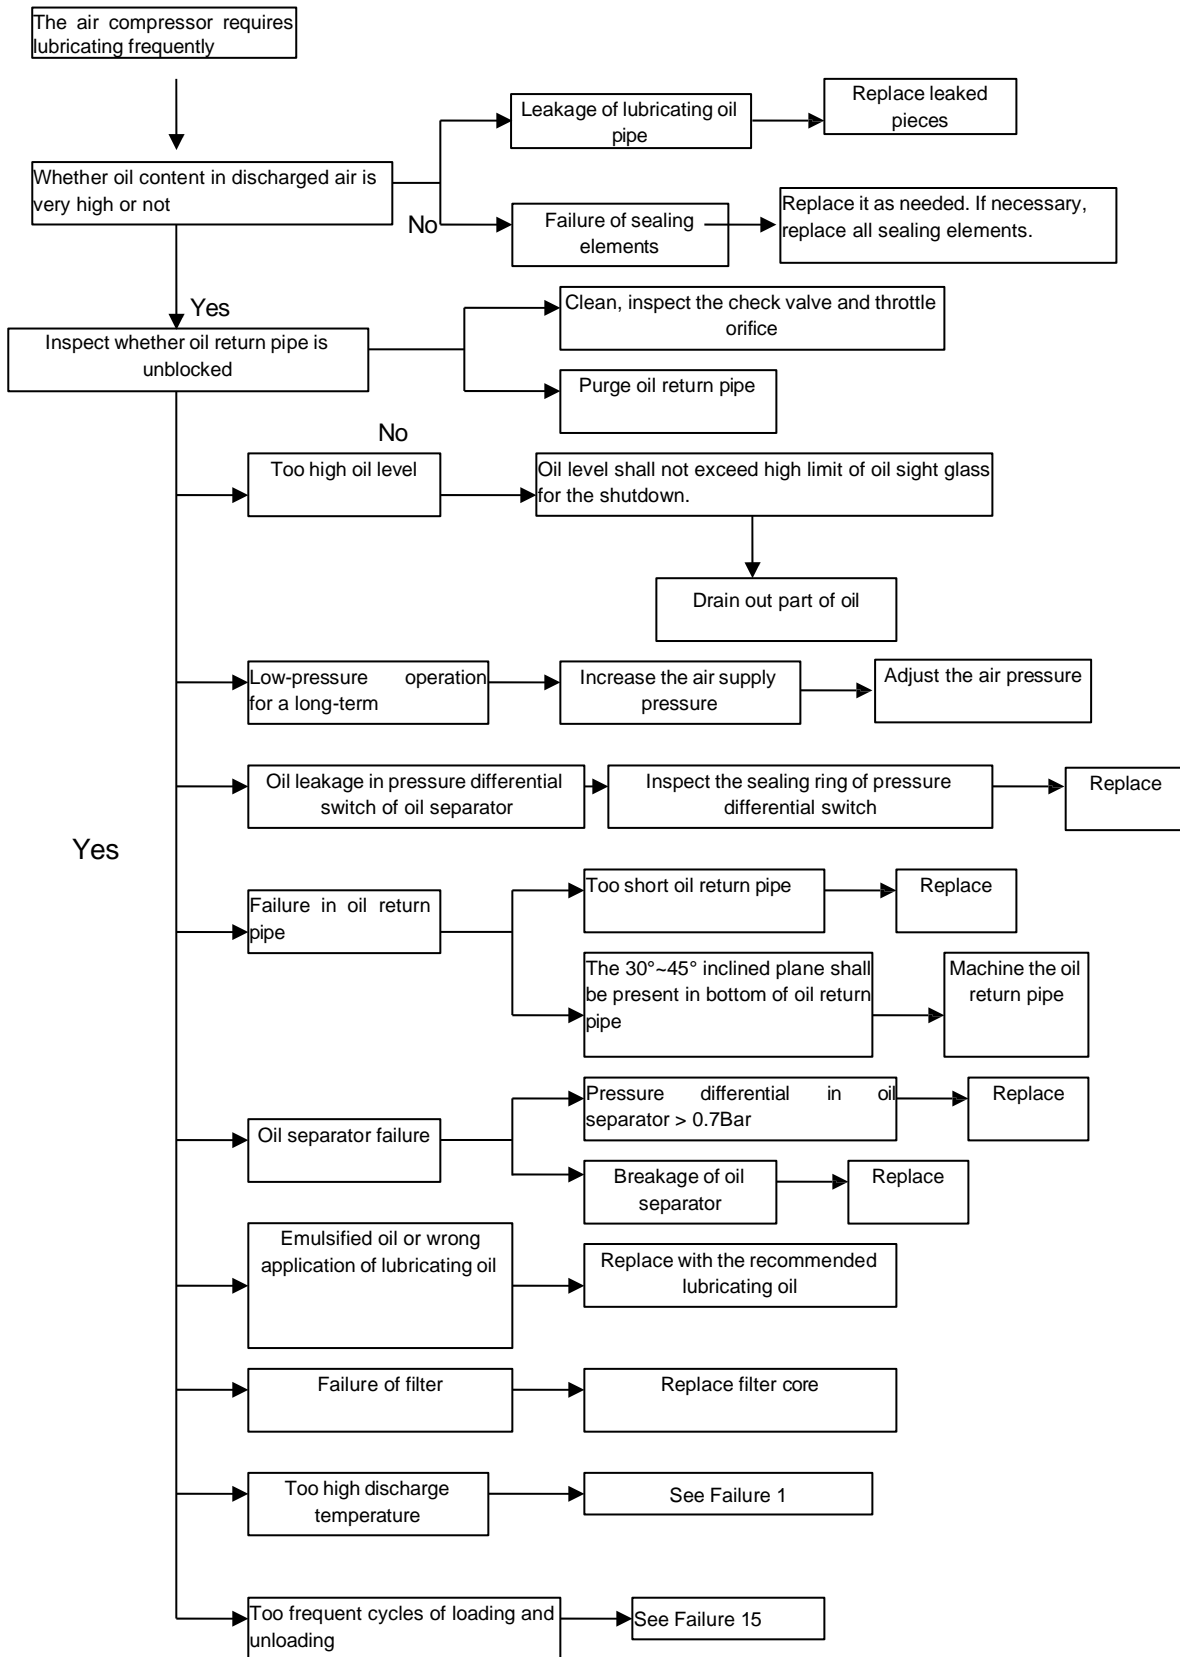 The air compressor requires
lubricating frequently
Leakage of lubricating oil
pipe
Replace leaked
pieces
Whether oil content in discharged air is
very high or not
No
Failure of sealing
elements
Replace it as needed. If necessary,
replace all sealing elements.
Yes
Inspect whether oil return pipe is
unblocked
Clean, inspect the check valve and throttle
orifice
Purge oil return pipe
No
Too high oil level
Oil level shall not exceed high limit of oil sight glass
for the shutdown.
Drain out part of oil
Low-pressure operation
for a long-term
Increase the air supply
pressure
Adjust the air pressure
Oil leakage in pressure differential
switch of oil separator
Inspect the sealing ring of pressure
differential switch
Replace
Yes
Failure in oil return
pipe
Too short oil return pipe
Replace
The 30°~45° inclined plane shall
be present in bottom of oil return
pipe
Machine the oil
return pipe
Oil separator failure
Pressure differential in oil
separator > 0.7Bar
Replace
Breakage of oil
separator
Replace
Emulsified oil or wrong
application of lubricating oil
Replace with the recommended
lubricating oil
Failure of filter
Replace filter core
Too high discharge
temperature
See Failure 1
Too frequent cycles of loading and
unloading
See Failure 15